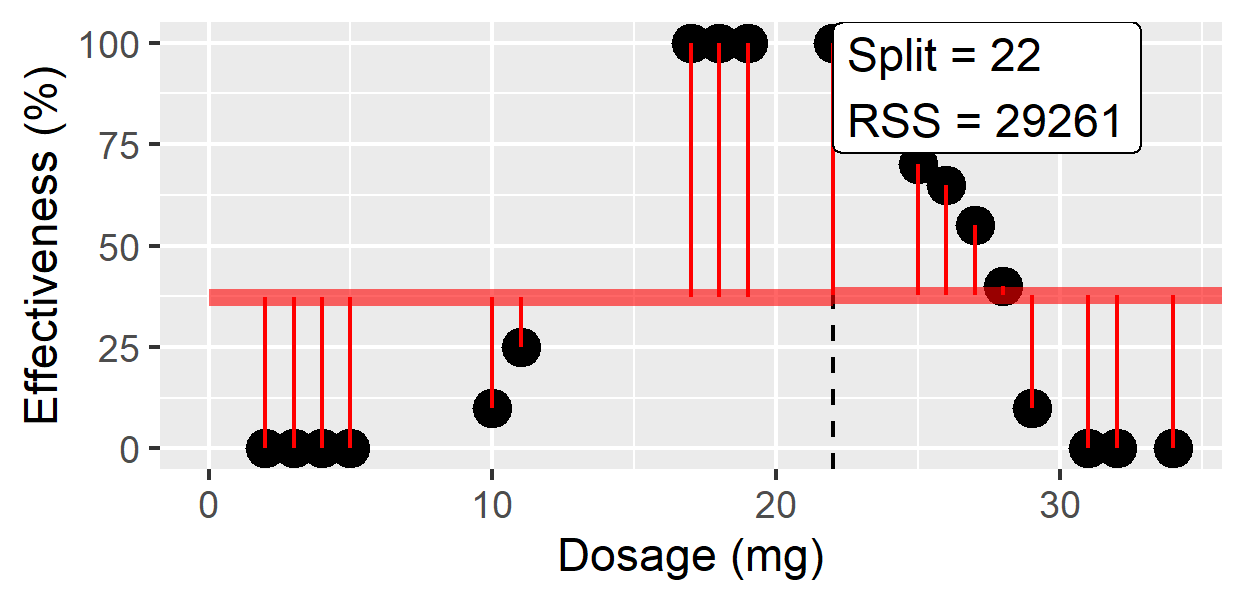 Split = 22
RSS = 29261
100
75
50
25
0
Effectiveness (%)
0 10 20 30
Dosage (mg)